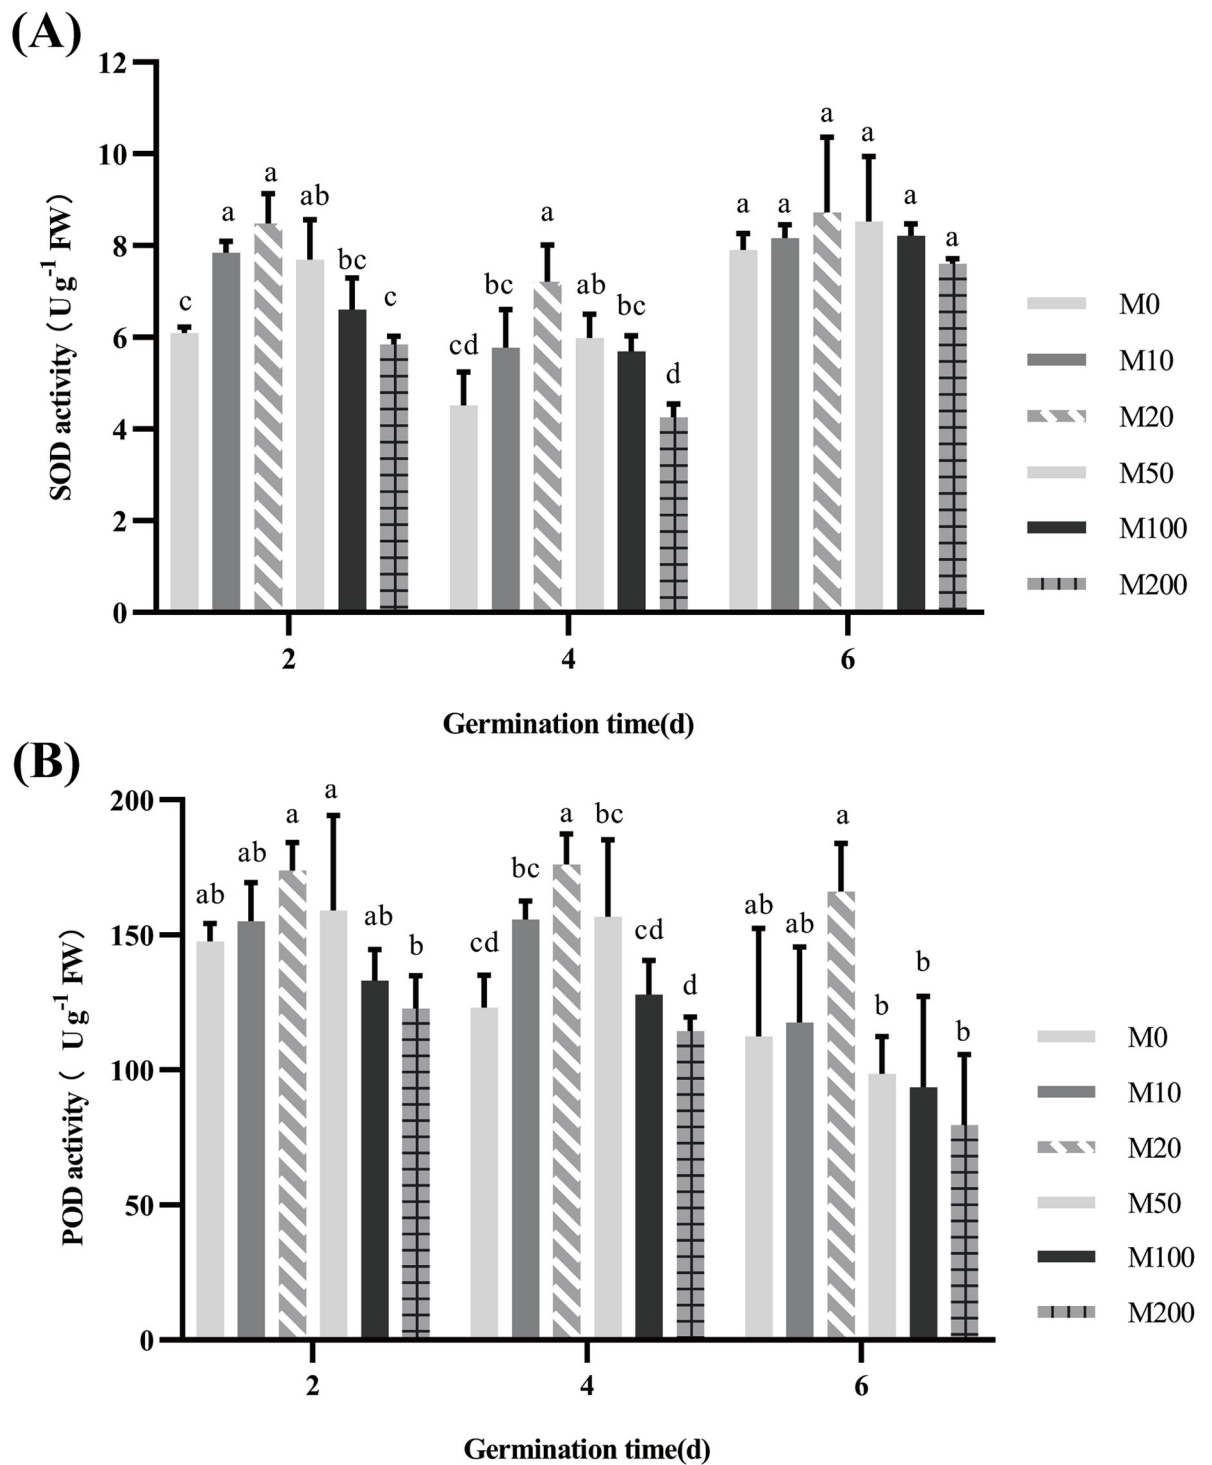 (A)
SOD activity（U g-1 FW）
12
10
8
6
4
2
0
c a a ab bc c
cd bc a ab bc d
a a a a a a
2 4 6
Germination time(d)
M0
M10
M20
M50
M100
M200
(B)
POD activity（ U g-1 FW）
200
150
100
50
0
ab ab a a ab b
cd bc a bc cd d
ab ab a b b b
2 4 6
Germination time(d)
M0
M10
M20
M50
M100
M200